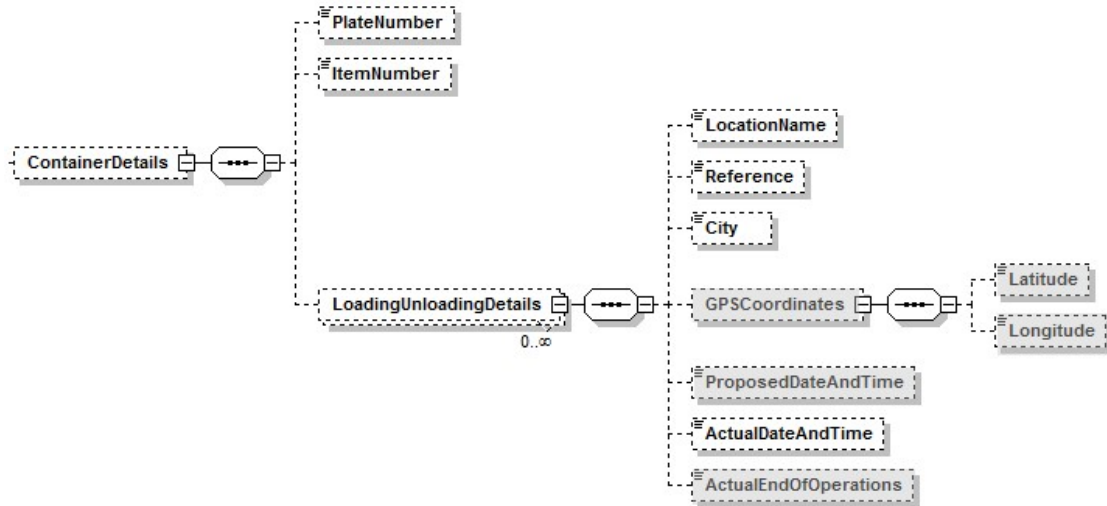 PlateNumber
ItemNumber
ContainerDetails
LocationName
Reference
City
LoadingUnloadingDetails
0..∞
GPSCoordinates
Latitude
Longitude
ProposedDateAndTime
ActualDateAndTime
ActualEndOfOperations